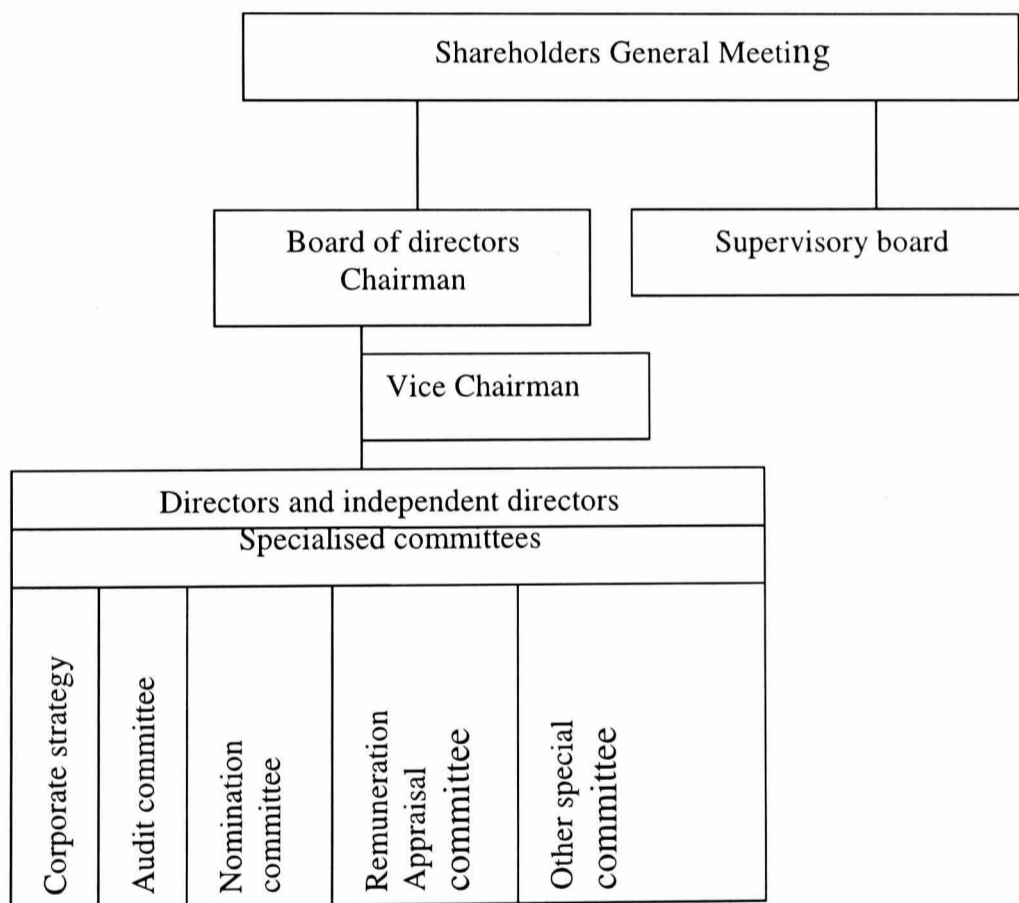 Shareholders General Meeting
Board of directors
Chairman
Supervisory board
Vice Chairman
Directors and independent directors
Specialised committees
Corporate strategy
Audit committee
Nomination
committee
Remuneration
Appraisal
committee
Other special
committee